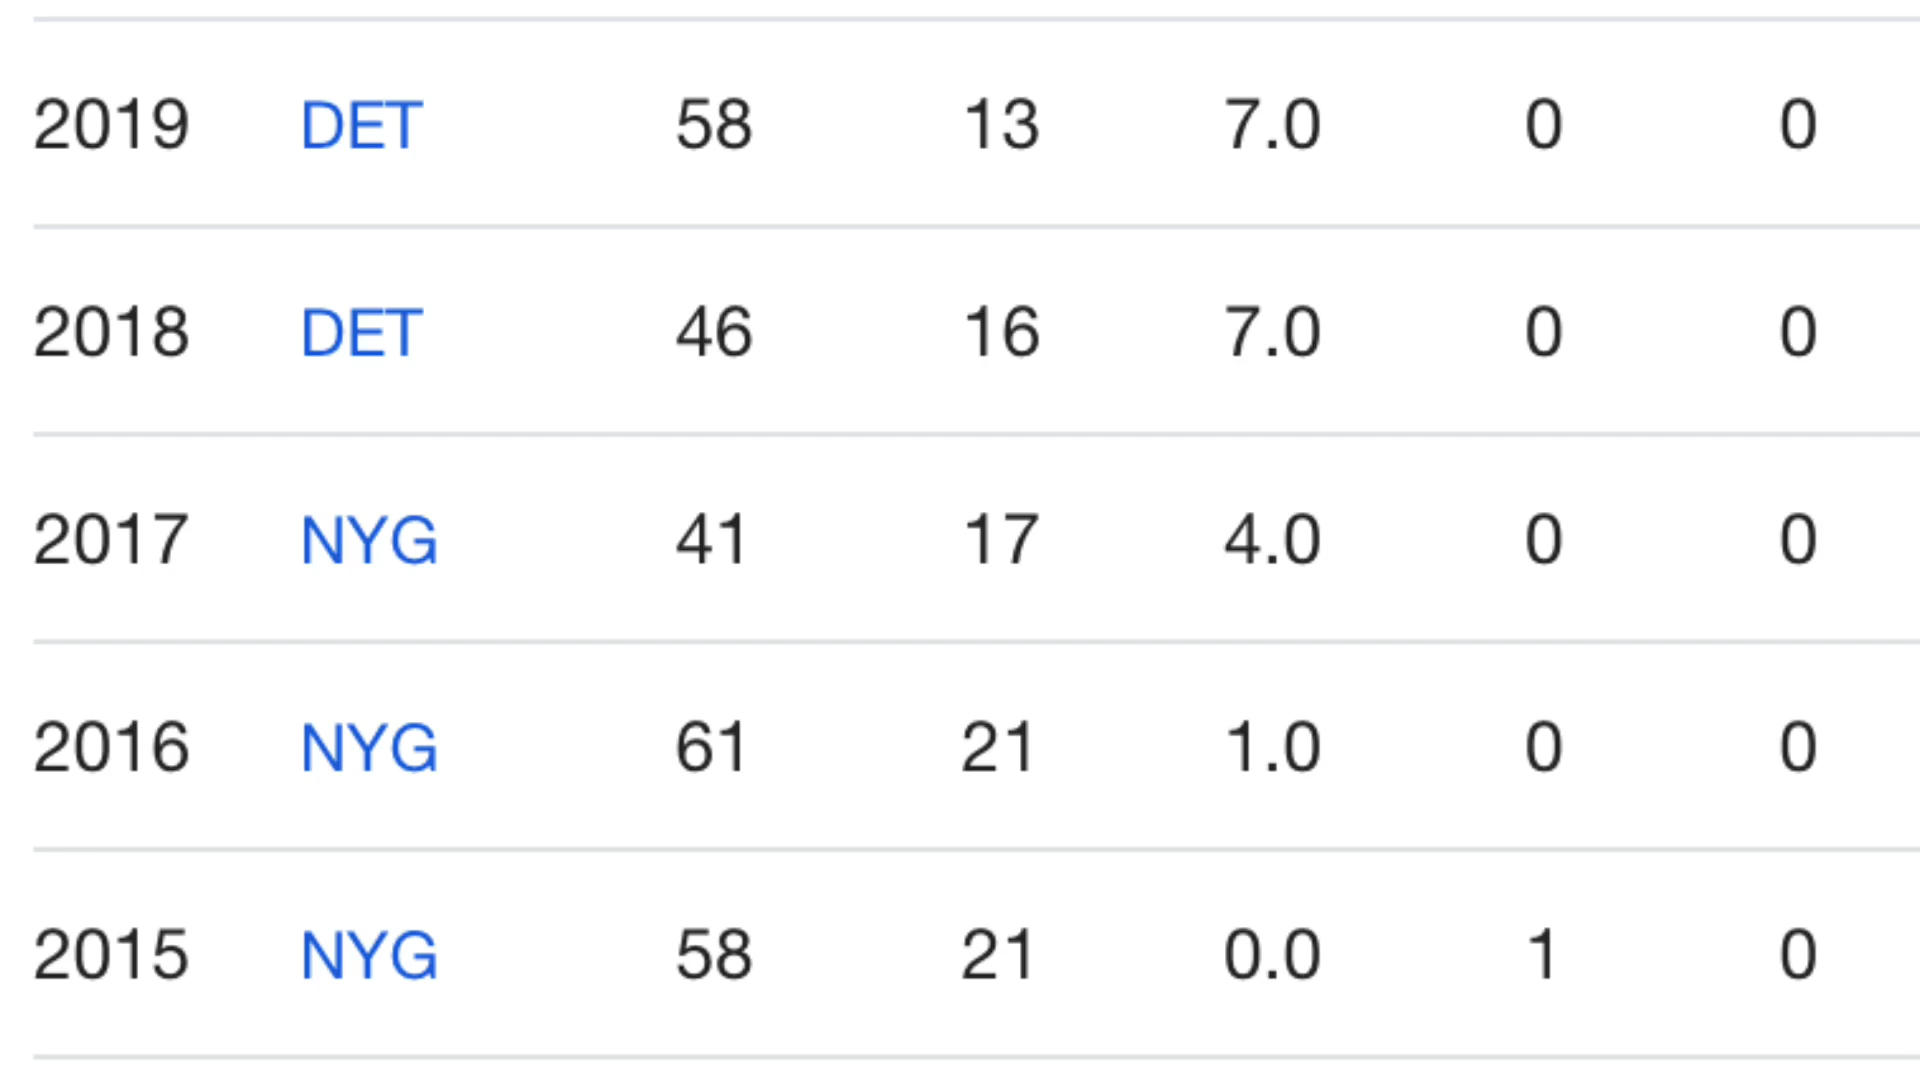 2019 DET 58 13 7.0 0 0
2018 DET 46 16 7.0 0 0
2017 NYG 41 17 4.0 0 0
2016 NYG 61 21 1.0 0 0
2015 NYG 58 21 0.0 1 0